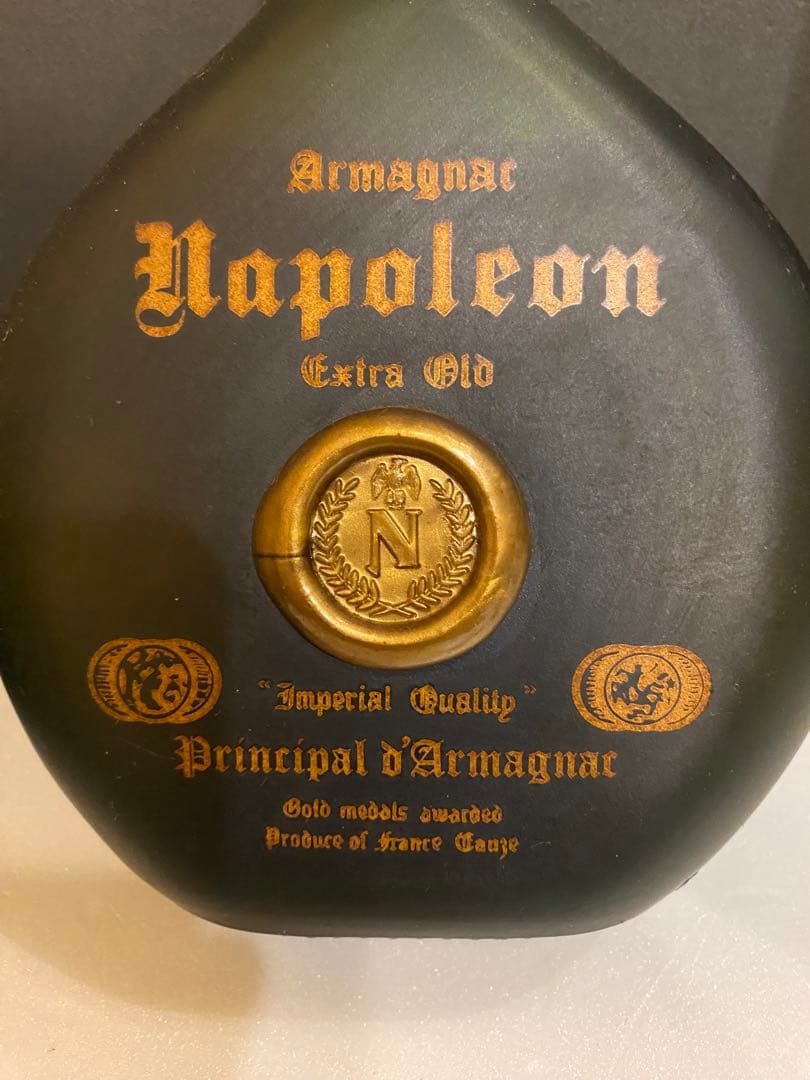 Armagnac
Napoleon
Extra Old
N
"Imperial Quality"
Principal d'Armagnac
Gold medals awarded
Produce of France Eauze